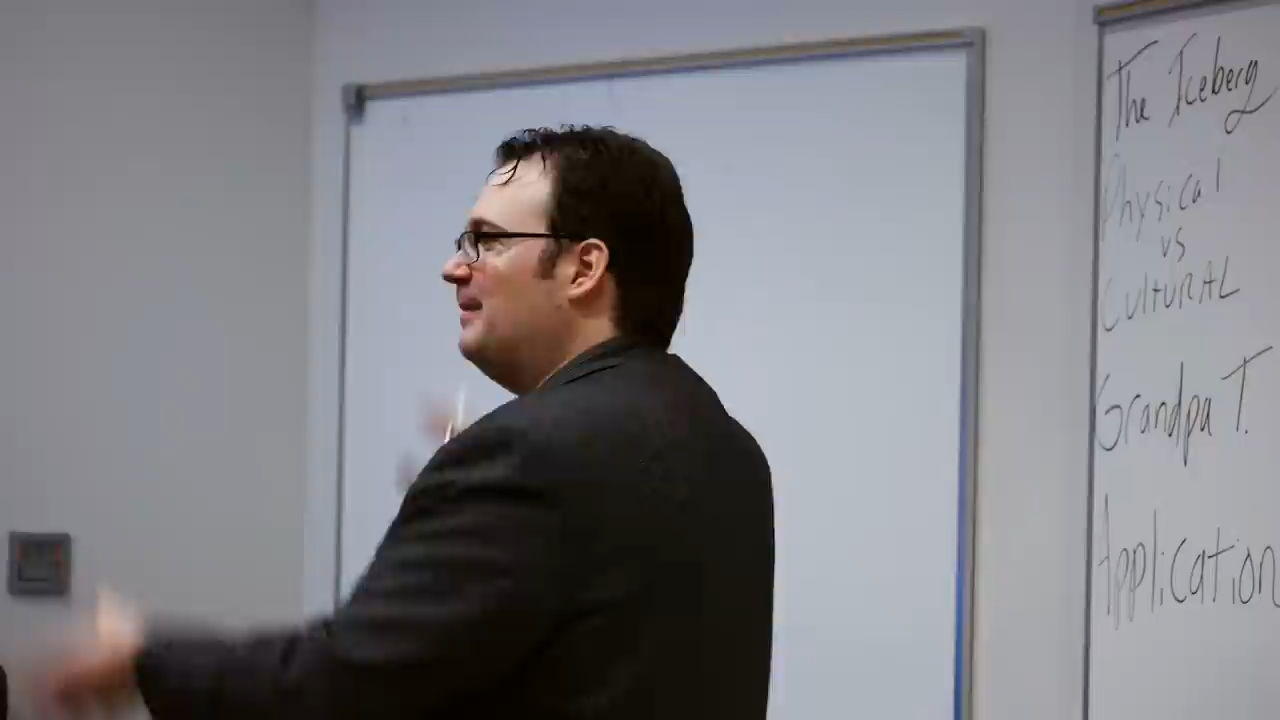 The Iceberg
Physical
vs
CultURAL
Grandpa T.
Application